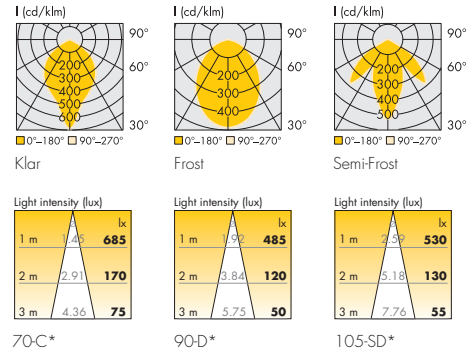 I (cd/klm)
90°
60°
30°
200
300
400
500
600
0°–180° 90°–270°
Klar
I (cd/klm)
90°
60°
30°
200
300
400
0°–180° 90°–270°
Frost
I (cd/klm)
90°
60°
30°
200
300
400
500
0°–180° 90°–270°
Semi-Frost
Light intensity (lux)
lx
1 m 1.45 685
2 m 2.91 170
3 m 4.36 75
70-C*
Light intensity (lux)
lx
1 m 1.92 485
2 m 3.84 120
3 m 5.75 50
90-D*
Light intensity (lux)
lx
1 m 2.59 530
2 m 5.18 130
3 m 7.76 55
105-SD*